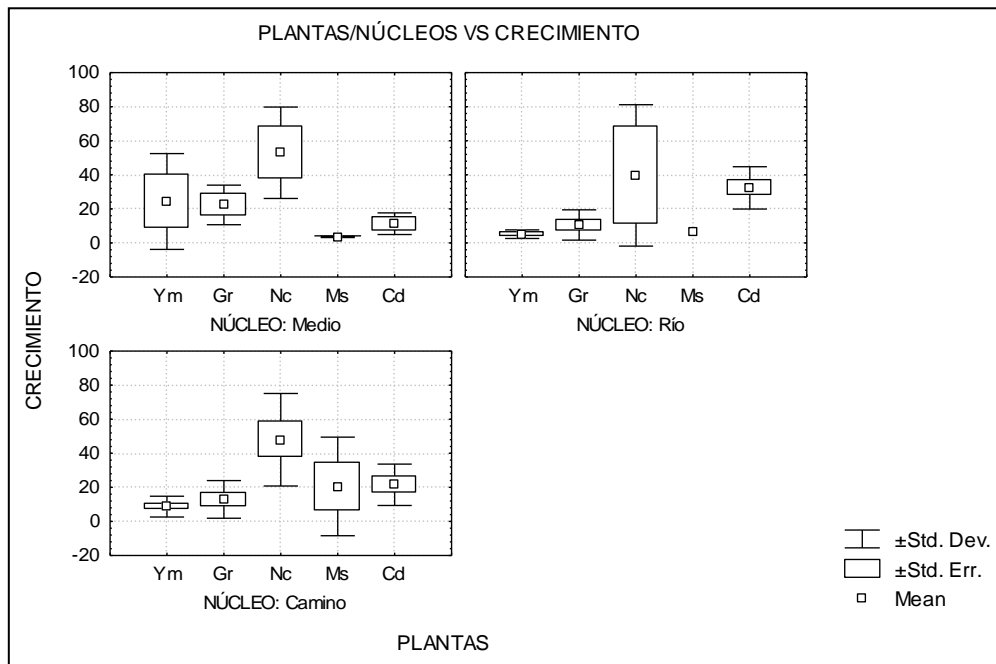 PLANTAS/NÚCLEOS VS CRECIMIENTO
CRECIMIENTO
100
80
60
40
20
0
-20
Ym Gr Nc Ms Cd
NÚCLEO: Medio
Ym Gr Nc Ms Cd
NÚCLEO: Río
100
80
60
40
20
0
-20
Ym Gr Nc Ms Cd
NÚCLEO: Camino
±Std. Dev.
±Std. Err.
Mean
PLANTAS